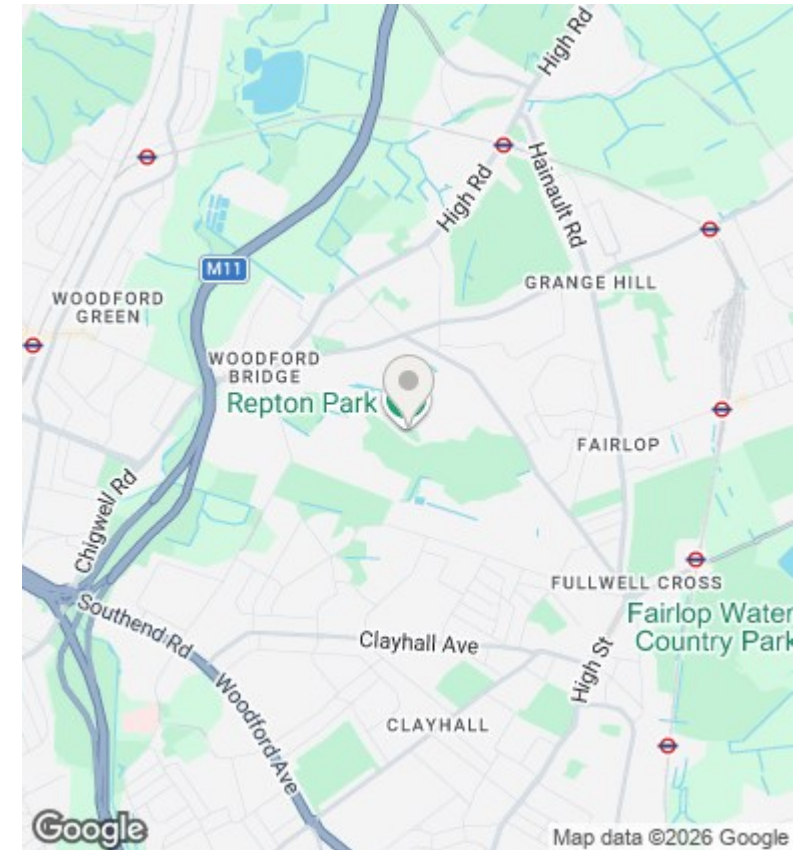 High Rd
High Rd
Hainault Rd
M11
GRANGE HILL
WOODFORD
GREEN
WOODFORD
BRIDGE
Repton Park
FAIRLOP
Chigwell Rd
FULLWELL CROSS
Southend Rd
Fairlop Water
Country Park
Clayhall Ave
High St
Woodford Ave
CLAYHALL
Google
Map data ©2026 Google